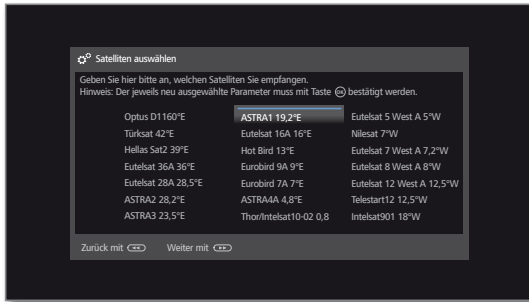 Satelliten auswählen
Geben Sie hier bitte an, welchen Satelliten Sie empfangen.
Hinweis: Der jeweils neu ausgewählte Parameter muss mit Taste OK bestätigt werden.
Optus D1160°E
Türksat 42°E
Hellas Sat2 39°E
Eutelsat 36A 36°E
Eutelsat 28A 28,5°E
ASTRA2 28,2°E
ASTRA3 23,5°E
ASTRA1 19,2°E
Eutelsat 16A 16°E
Hot Bird 13°E
Eurobird 9A 9°E
Eurobird 7A 7°E
ASTRA4A 4,8°E
Thor/Intelsat10-02 0,8
Eutelsat 5 West A 5°W
Nilesat 7°W
Eutelsat 7 West A 7,2°W
Eutelsat 8 West A 8°W
Eutelsat 12 West A 12,5°W
Telestart12 12,5°W
Intelsat901 18°W
Zurück mit
Weiter mit